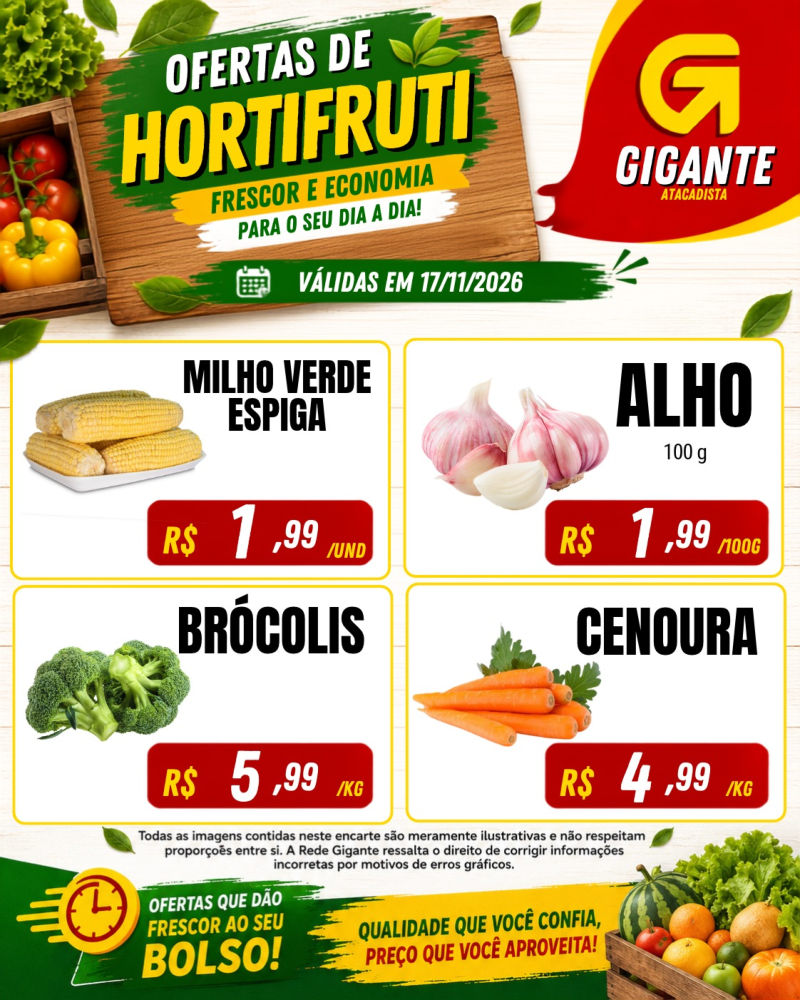 OFERTAS DE
HORTIFRUTI
FRESCOR E ECONOMIA
PARA O SEU DIA A DIA!
GIGANTE
ATACADISTA
VÁLIDAS EM 17/11/2026
MILHO VERDE
ESPIGA
R$ 1,99 /UND
ALHO
100 g
R$ 1,99 /100G
BRÓCOLIS
R$ 5,99 /KG
CENOURA
R$ 4,99 /KG
Todas as imagens contidas neste encarte são meramente ilustrativas e não respeitam
proporções entre si. A Rede Gigante ressalta o direito de corrigir informações
incorretas por motivos de erros gráficos.
OFERTAS QUE DÃO
FRESCOR AO SEU
BOLSO!
QUALIDADE QUE VOCÊ CONFIA,
PREÇO QUE VOCÊ APROVEITA!